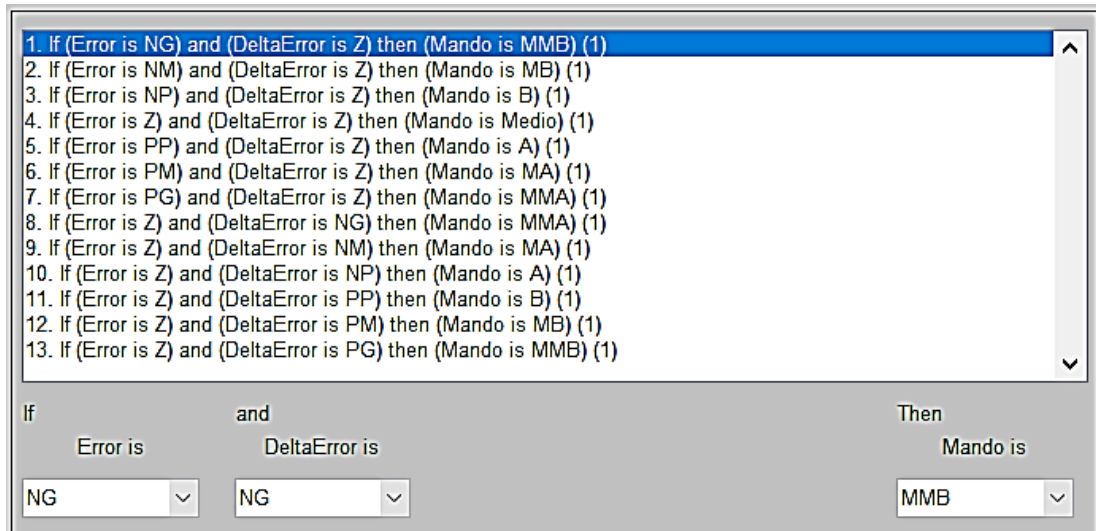 1. If (Error is NG) and (DeltaError is Z) then (Mando is MMB) (1)
2. If (Error is NM) and (DeltaError is Z) then (Mando is MB) (1)
3. If (Error is NP) and (DeltaError is Z) then (Mando is B) (1)
4. If (Error is Z) and (DeltaError is Z) then (Mando is Medio) (1)
5. If (Error is PP) and (DeltaError is Z) then (Mando is A) (1)
6. If (Error is PM) and (DeltaError is Z) then (Mando is MA) (1)
7. If (Error is PG) and (DeltaError is Z) then (Mando is MMA) (1)
8. If (Error is Z) and (DeltaError is NG) then (Mando is MMA) (1)
9. If (Error is Z) and (DeltaError is NM) then (Mando is MA) (1)
10. If (Error is Z) and (DeltaError is NP) then (Mando is A) (1)
11. If (Error is Z) and (DeltaError is PP) then (Mando is B) (1)
12. If (Error is Z) and (DeltaError is PM) then (Mando is MB) (1)
13. If (Error is Z) and (DeltaError is PG) then (Mando is MMB) (1)
If and Then
Error is DeltaError is Mando is
NG NG MMB